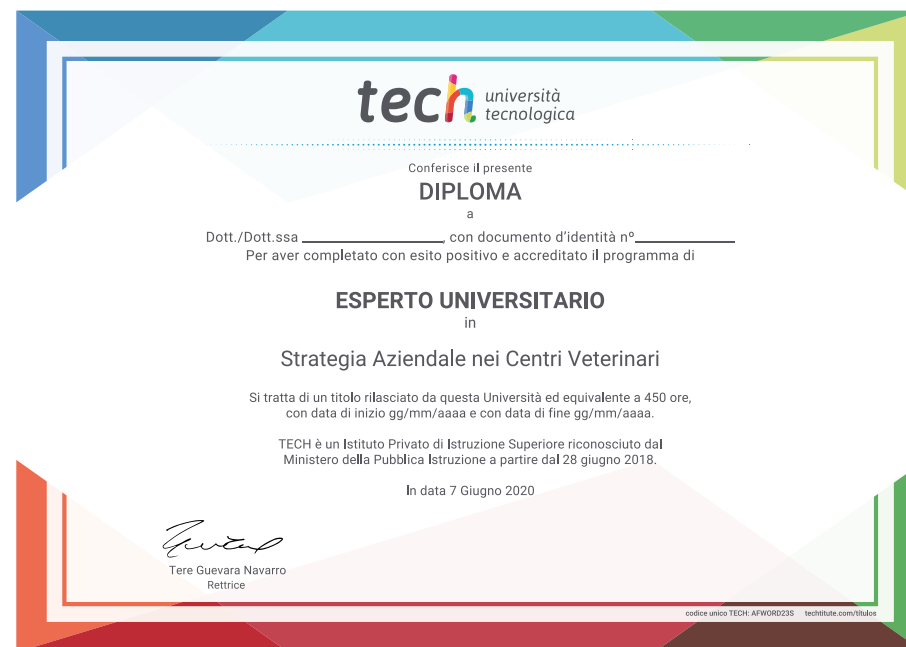 tech università
tecnologica
Conferisce il presente
DIPLOMA
a
Dott./Dott.ssa ____________________, con documento d'identità nº______________
Per aver completato con esito positivo e accreditato il programma di
ESPERTO UNIVERSITARIO
in
Strategia Aziendale nei Centri Veterinari
Si tratta di un titolo rilasciato da questa Università ed equivalente a 450 ore,
con data di inizio gg/mm/aaaa e con data di fine gg/mm/aaaa.
TECH è un Istituto Privato di Istruzione Superiore riconosciuto dal
Ministero della Pubblica Istruzione a partire dal 28 giugno 2018.
In data 7 Giugno 2020
Tere Guevara Navarro
Rettrice
codice unico TECH: AFWORD23S techtitute.com/títulos